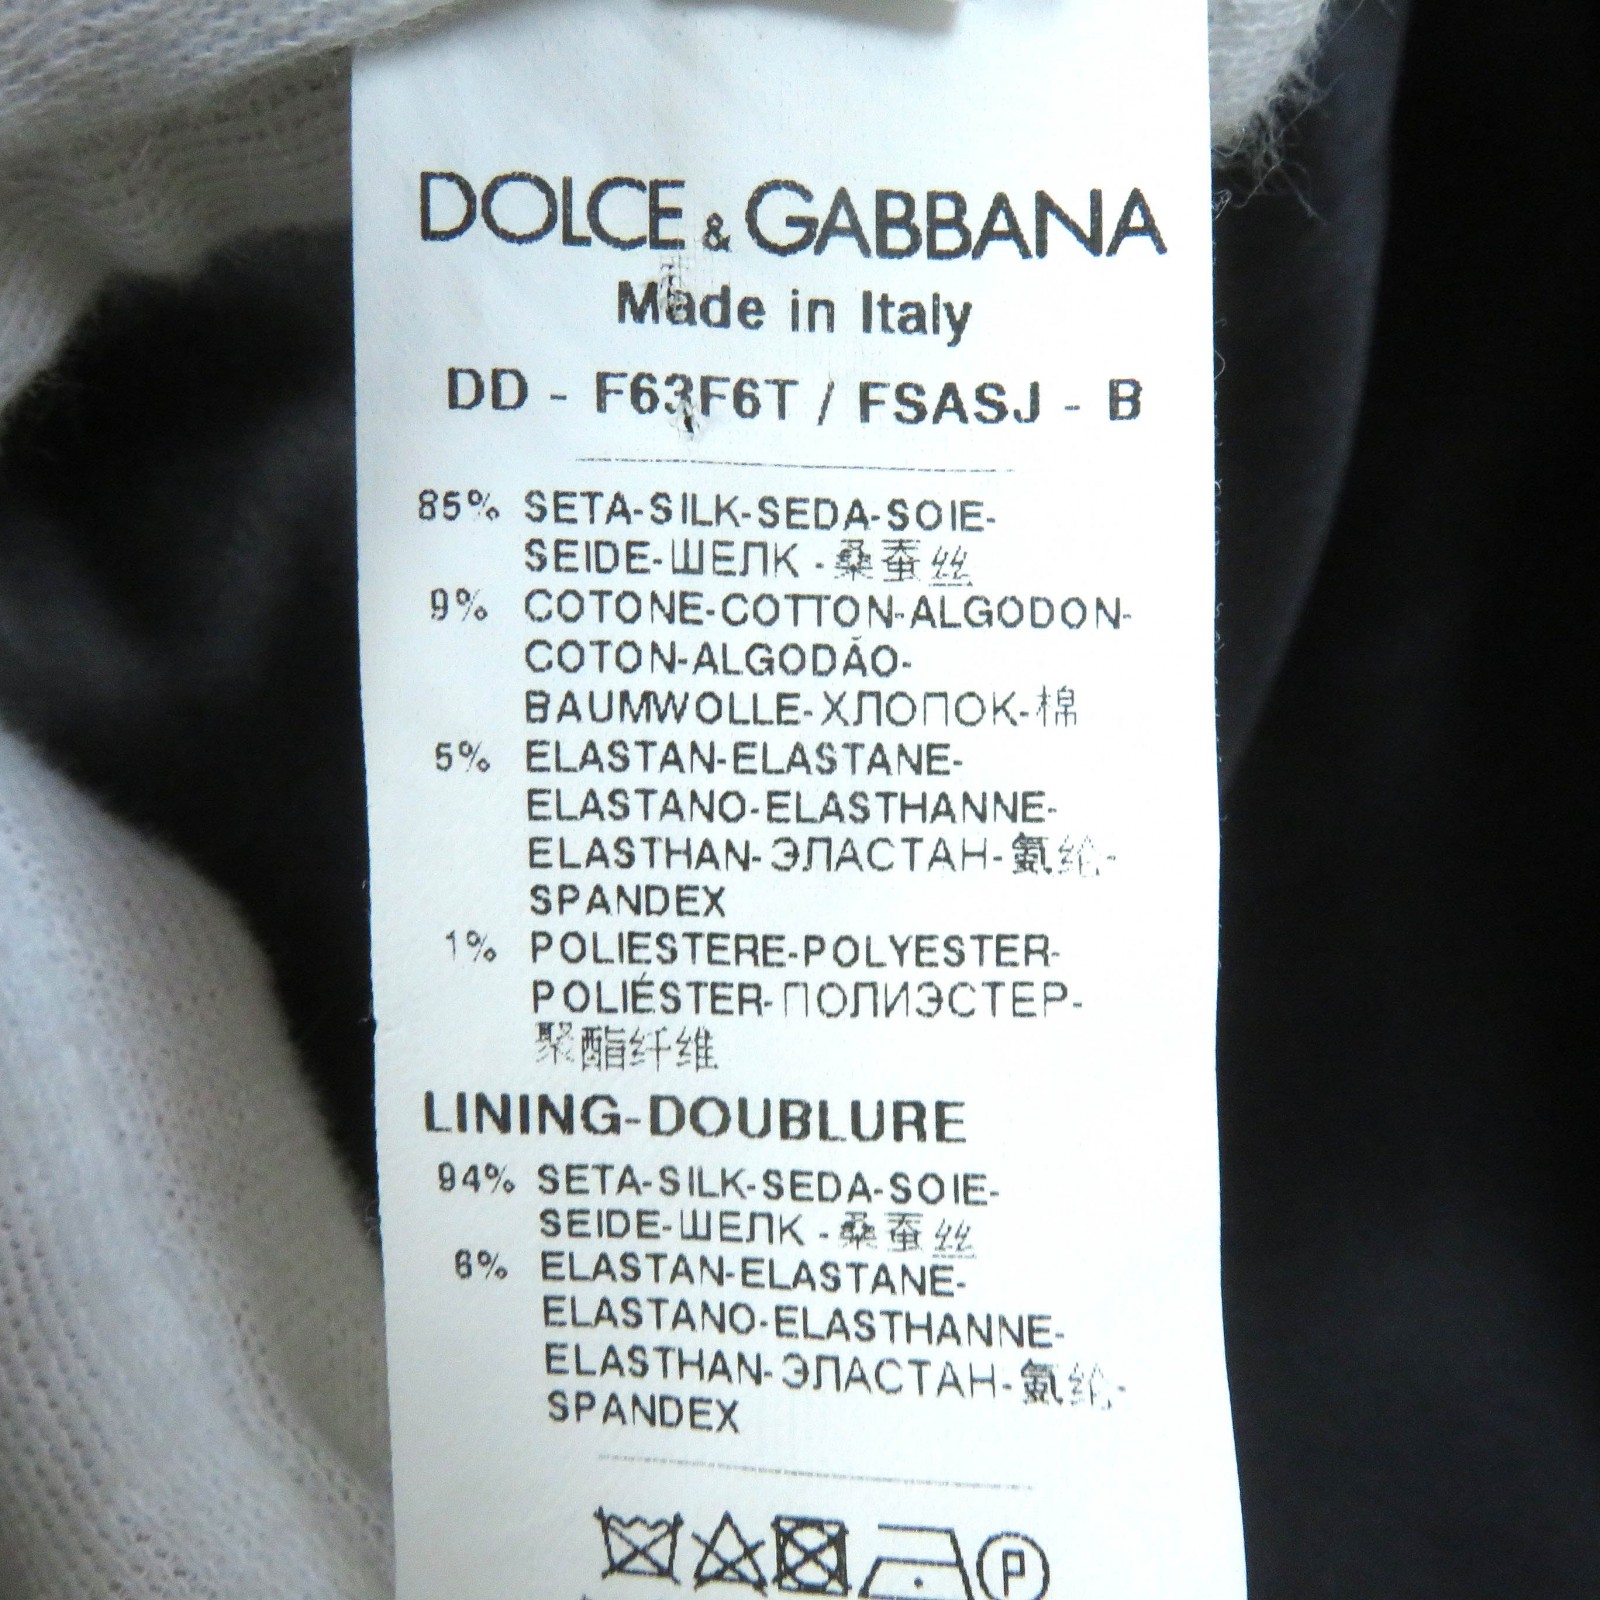 DOLCE & GABBANA
Made in Italy
DD - F63F6T / FSASJ - B
85% SETA-SILK-SEDA-SOIE-
SEIDE-ШЕЛК-桑蚕丝
9% COTONE-COTTON-ALGODON-
COTON-ALGODÃO-
BAUMWOLLE-ХЛОПОК-棉
5% ELASTAN-ELASTANE-
ELASTANO-ELASTHANNE-
ELASTHAN-ЭЛАСТАН-氨纶-
SPANDEX
1% POLIESTERE-POLYESTER-
POLIÉSTER-ПОЛИЭСТЕР-
聚酯纤维
LINING-DOUBLURE
94% SETA-SILK-SEDA-SOIE-
SEIDE-ШЕЛК-桑蚕丝
6% ELASTAN-ELASTANE-
ELASTANO-ELASTHANNE-
ELASTHAN-ЭЛАСТАН-氨纶-
SPANDEX
P